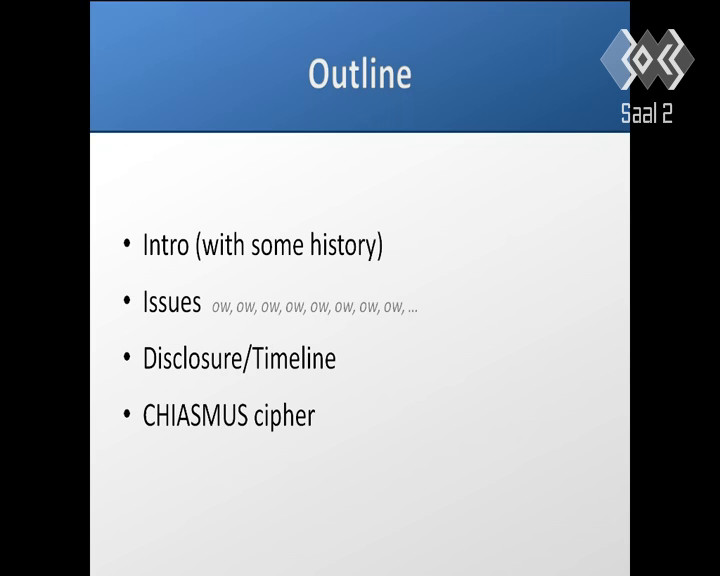 Outline
Saal 2
• Intro (with some history)
• Issues ow, ow, ow, ow, ow, ow, ow, ow, ...
• Disclosure/Timeline
• CHIASMUS cipher